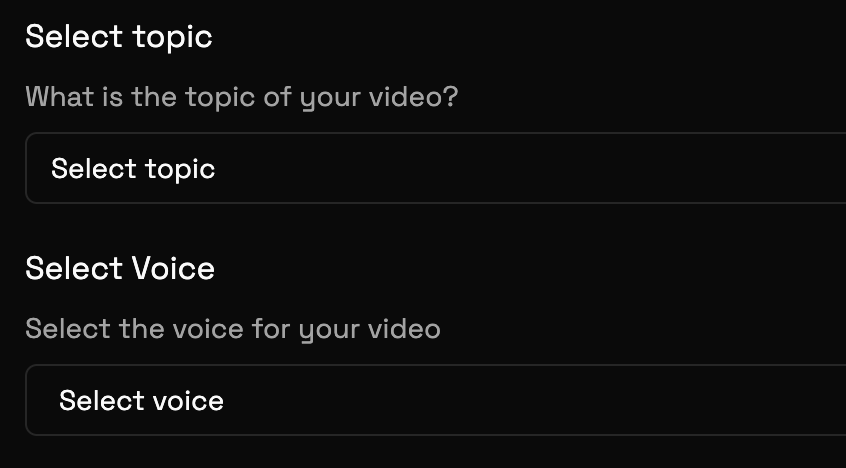 Select topic
What is the topic of your video?
Select topic
Select Voice
Select the voice for your video
Select voice